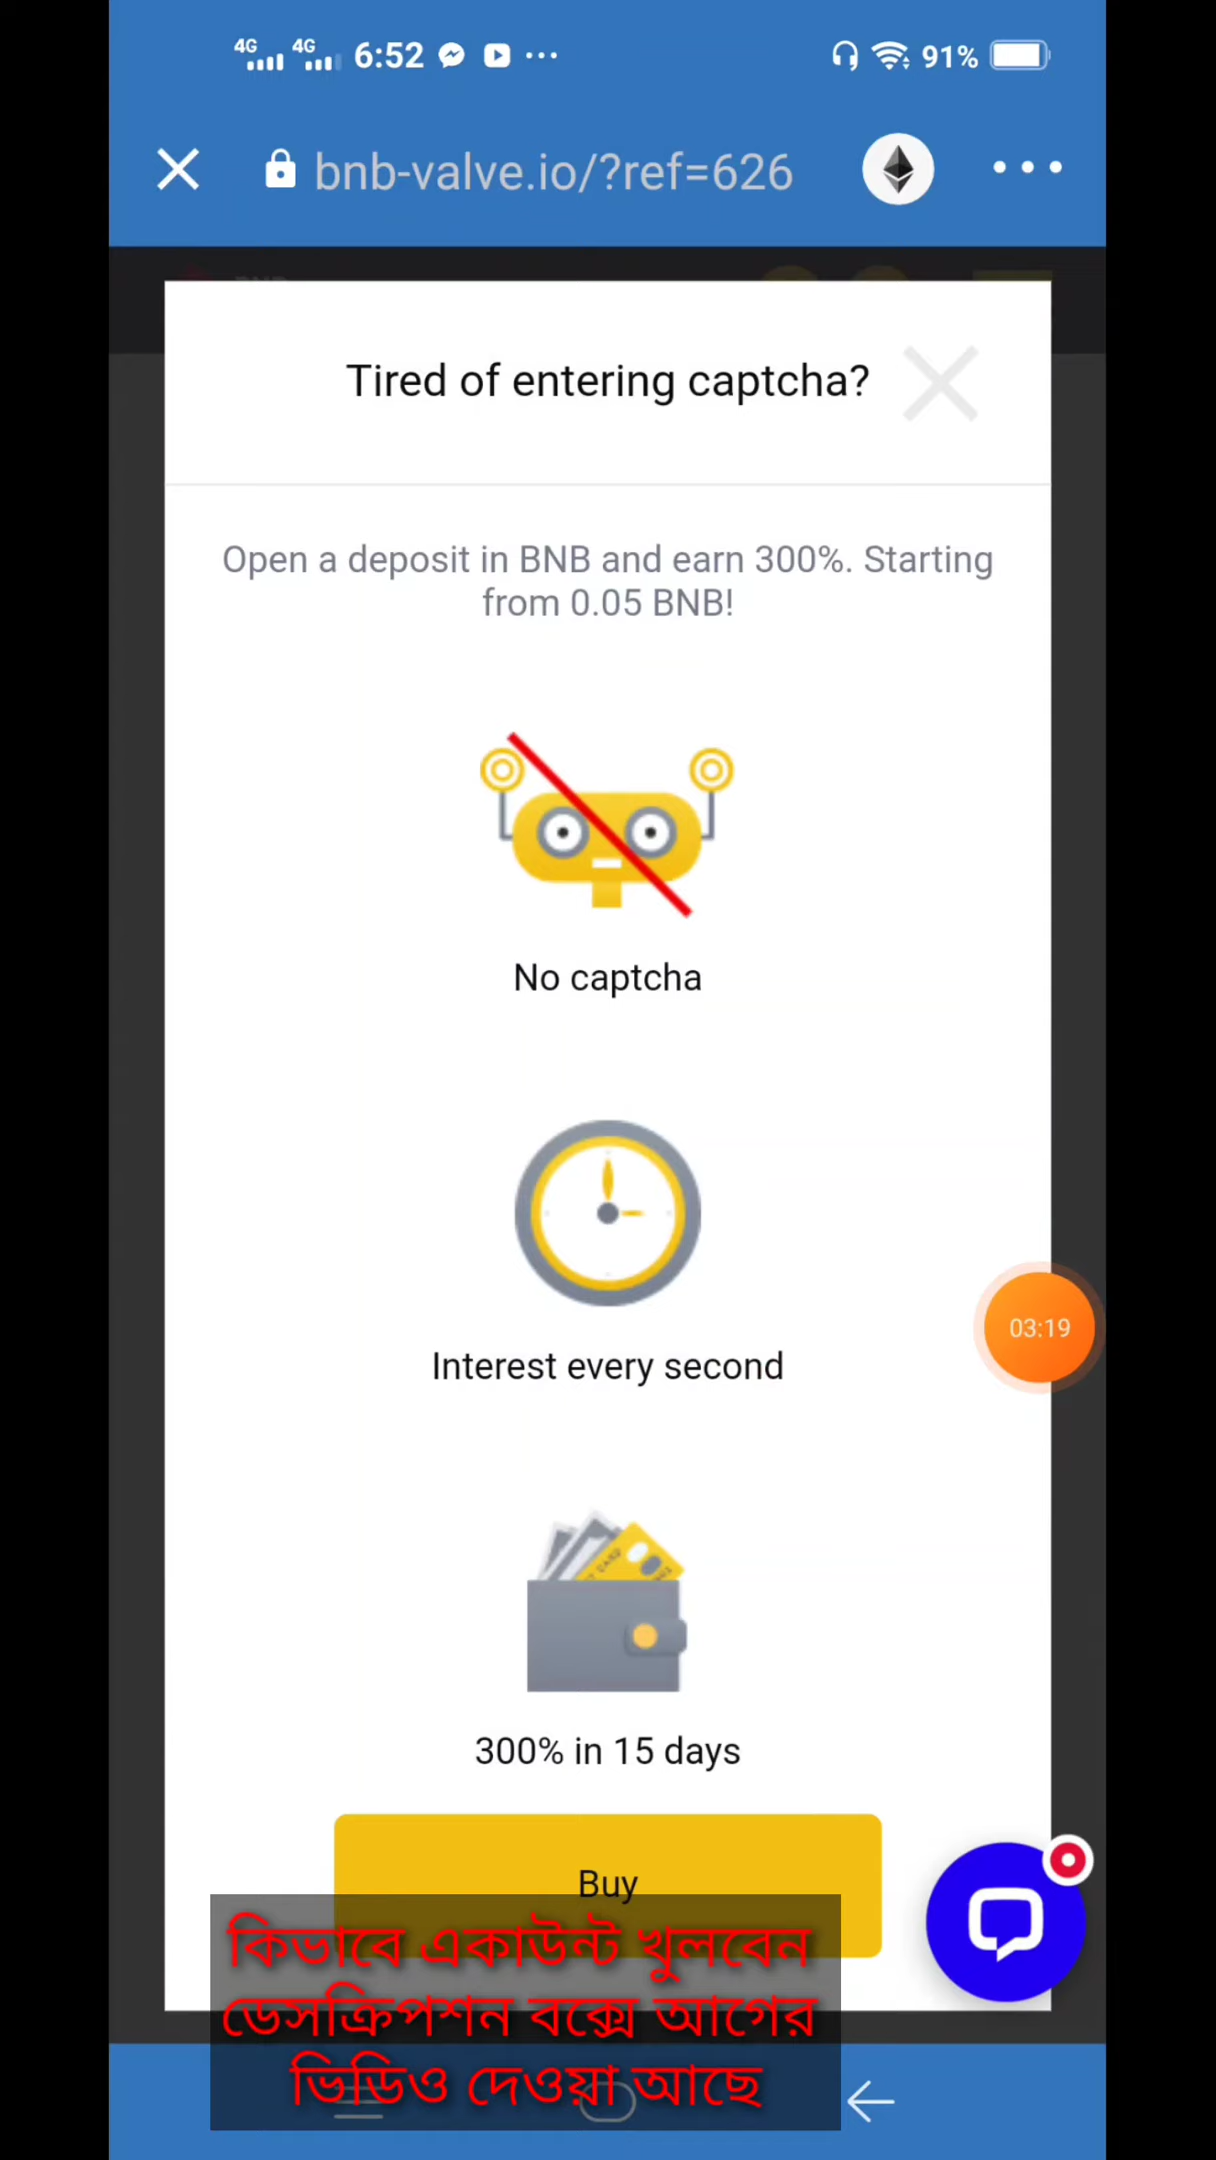 4G 4G 6:52 91%
bnb-valve.io/?ref=626
Tired of entering captcha?
Open a deposit in BNB and earn 300%. Starting
from 0.05 BNB!
No captcha
Interest every second
03:19
300% in 15 days
Buy
কিভাবে একাউন্ট খুলবেন
ডেসক্রিপশন বক্সে আগের
ভিডিও দেওয়া আছে